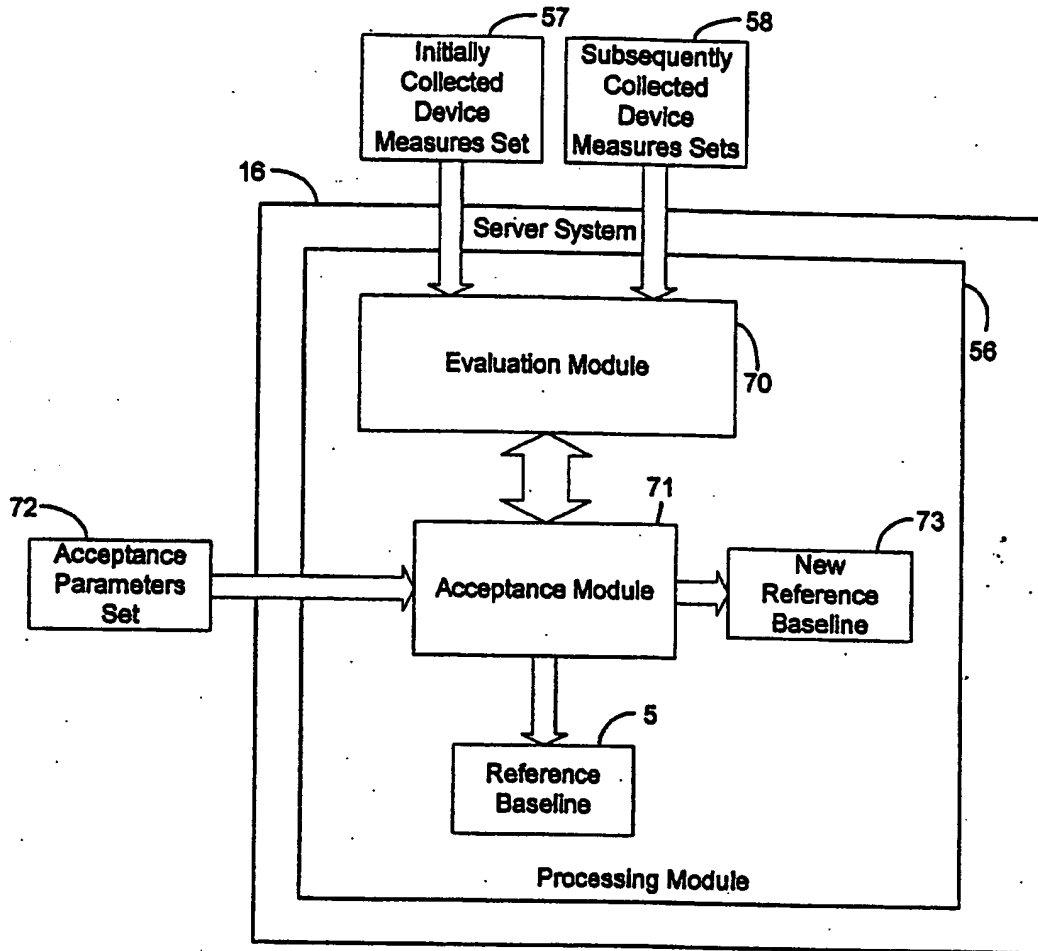 57
58
Initially
Collected
Device
Measures Set
Subsequently
Collected
Device
Measures Sets
16
Server System
Evaluation Module
70
56
72
71
73
Acceptance
Parameters
Set
Acceptance Module
New
Reference
Baseline
5
Reference
Baseline
Processing Module